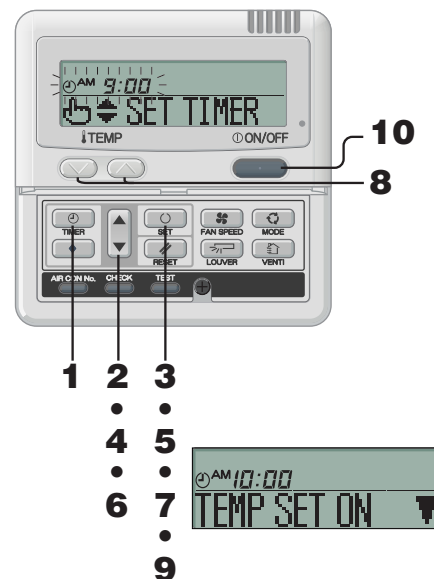 AM 9:00
SET TIMER
TEMP
ON/OFF
10
8
TIMER
SET
FAN SPEED
MODE
RESET
LOUVER
VENTI
AIR CON No.
CHECK
TEST
1
2
3
•
•
4
5
•
•
6
7
•
9
AM 10:00
TEMP SET ON ▼